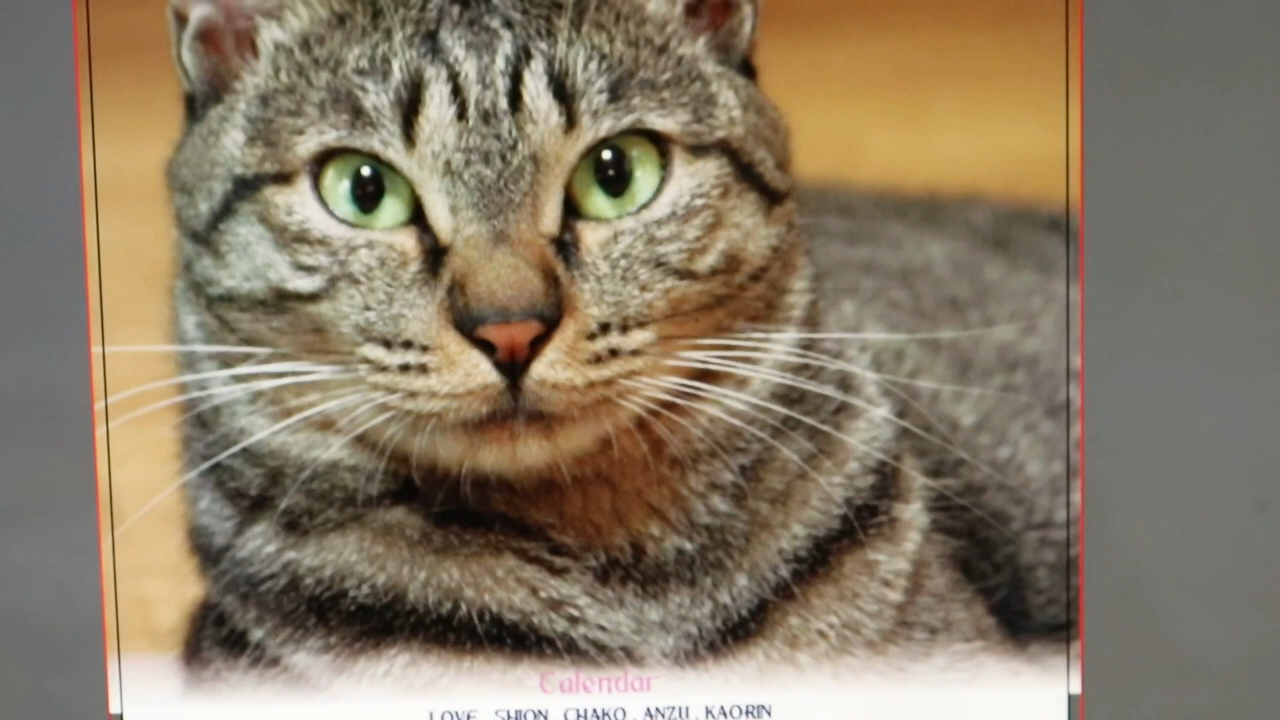 Calendar
LOVE . SHION . CHAKO . ANZU . KAORIN